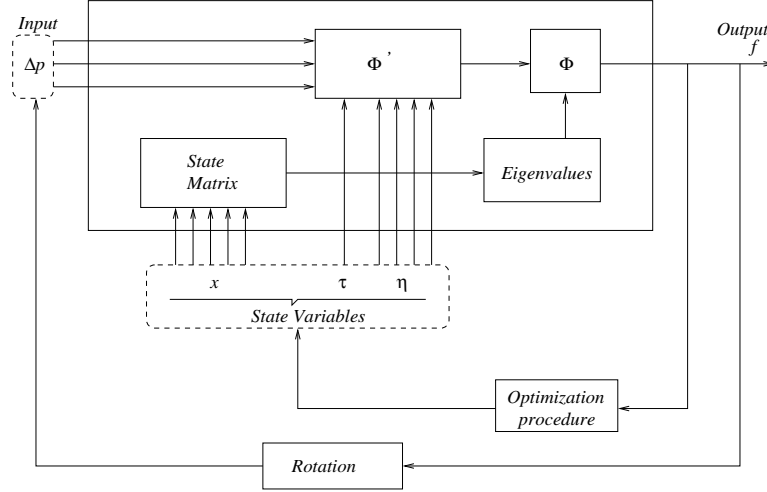 Input
Δp
Φ'
Φ
Output
f
State
Matrix
Eigenvalues
x
τ
η
State Variables
Optimization
procedure
Rotation